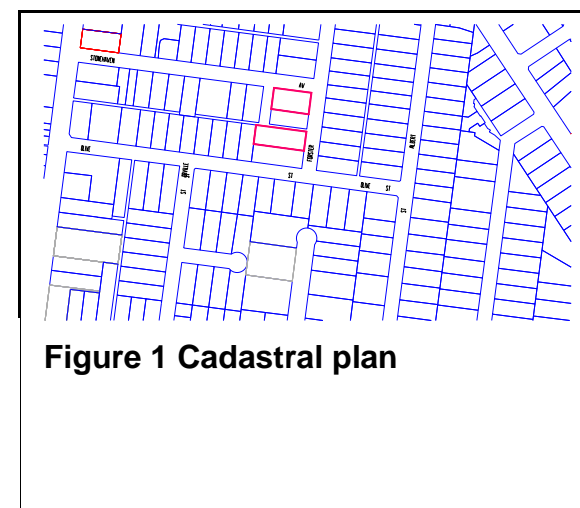 STONEHAVEN
AV
OLIVE
ST
FORSTER
ALBERT
OLIVE ST
ST
ST
Figure 1 Cadastral plan